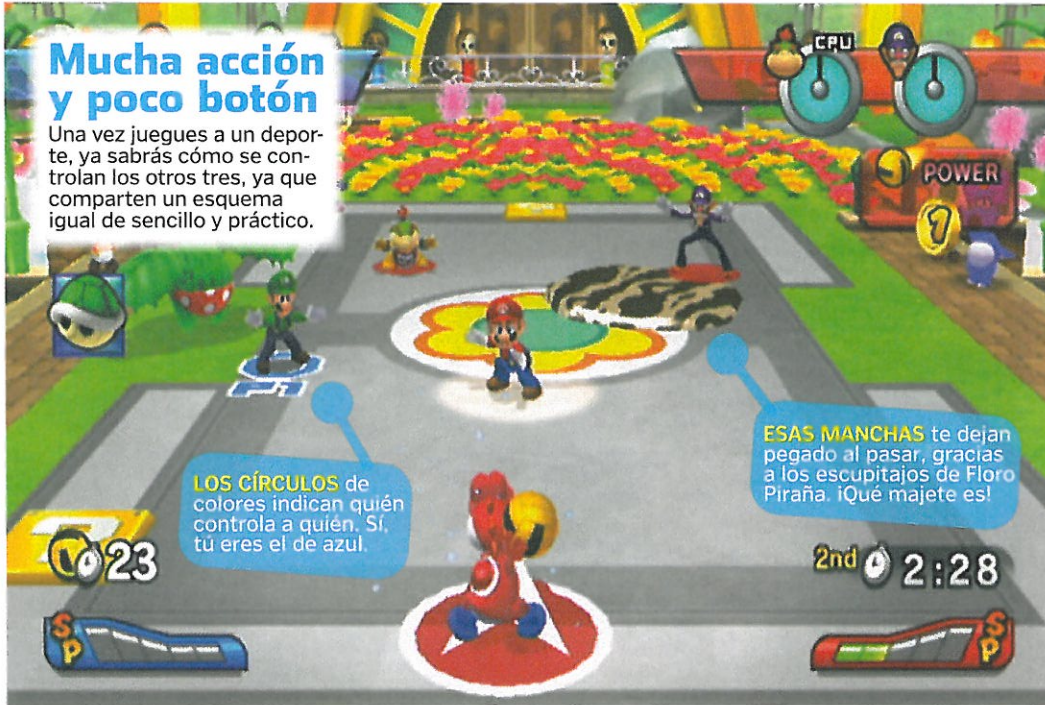 Mucha acción
y poco botón
Una vez juegues a un depor-
te, ya sabrás cómo se con-
trolan los otros tres, ya que
comparten un esquema
igual de sencillo y práctico.
CPU
POWER
1
P1
LOS CÍRCULOS de
colores indican quién
controla a quién. Sí,
tú eres el de azul.
ESAS MANCHAS te dejan
pegado al pasar, gracias
a los escupitajos de Floro
Piraña. ¡Qué majete es!
?
23
2nd 2:28
SP
SP